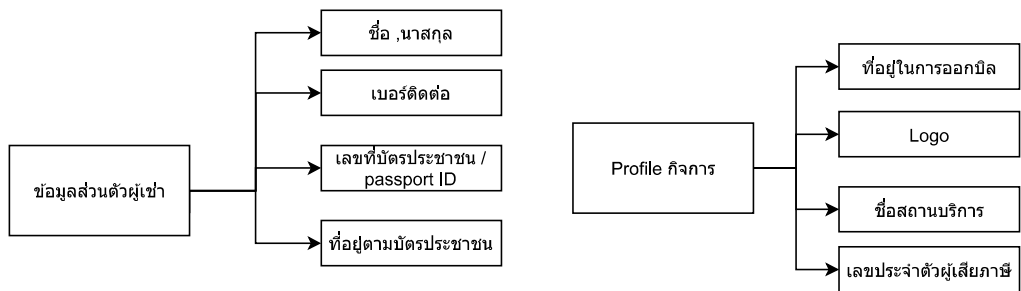 ข้อมูลส่วนตัวผู้เช่า
ชื่อ ,นาสกุล
เบอร์ติดต่อ
เลขที่บัตรประชาชน /
passport ID
ที่อยู่ตามบัตรประชาชน
Profile กิจการ
ที่อยู่ในการออกบิล
Logo
ชื่อสถานบริการ
เลขประจำตัวผู้เสียภาษี